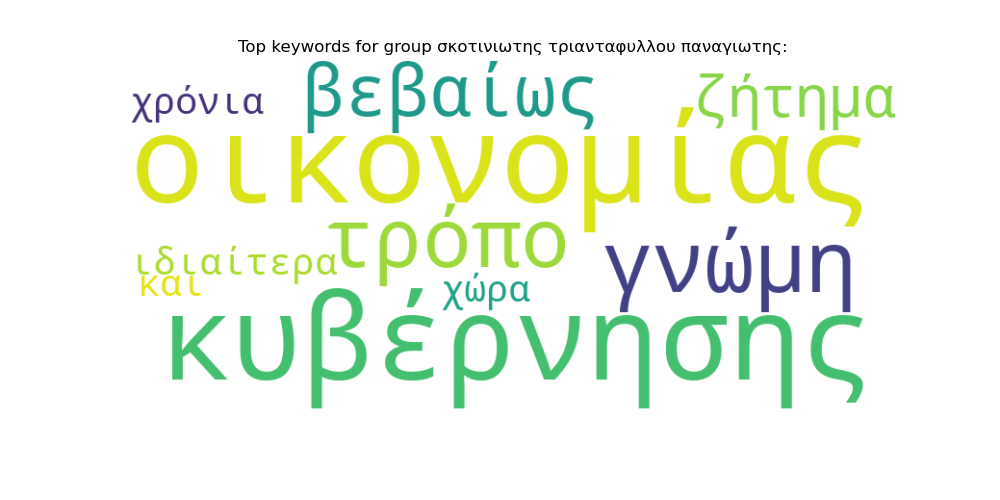 Top keywords for group σκοτινιωτης τριανταφυλλου παναγιωτης:
χρόνια βεβαίως ζήτημα
οικονομίας
τρόπο γνώμη
ιδιαίτερα
και χώρα
κυβέρνησης